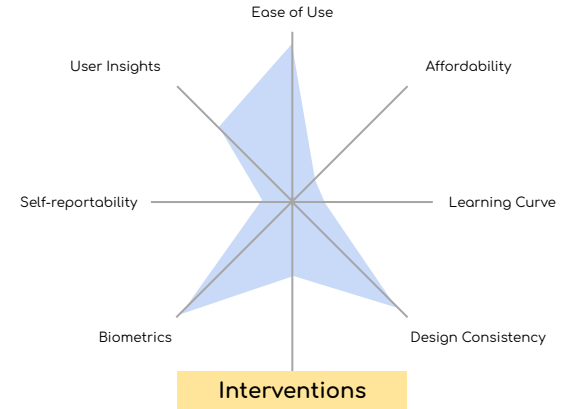 Ease of Use
User Insights
Affordability
Self-reportability
Learning Curve
Biometrics
Design Consistency
Interventions